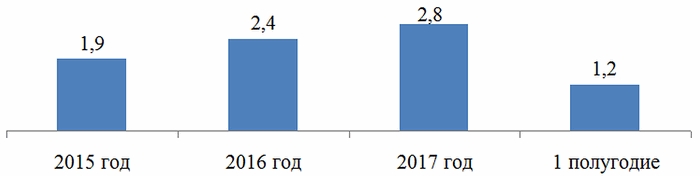 1,9
2,4
2,8
1,2
2015 год
2016 год
2017 год
1 полугодие